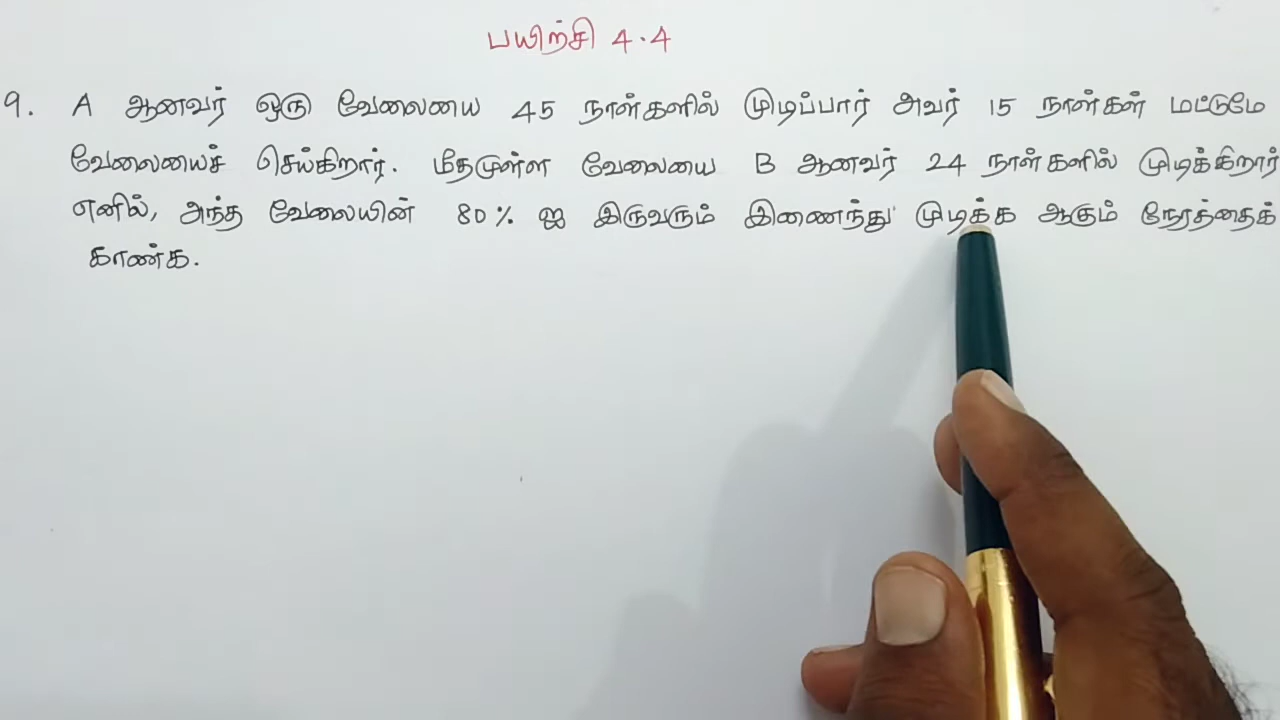 பயிற்சி 4.4
9. A ஆனவர் ஒரு வேலையை 45 நாள்களில் முடிப்பார் அவர் 15 நாள்கள் மட்டுமே
வேலையைச் செய்கிறார். மீதமுள்ள வேலையை B ஆனவர் 24 நாள்களில் முடிக்கிறார்
எனில், அந்த வேலையின் 80% ஐ இருவரும் இணைந்து முடிக்க ஆகும் நேரத்தைக்
காண்க.